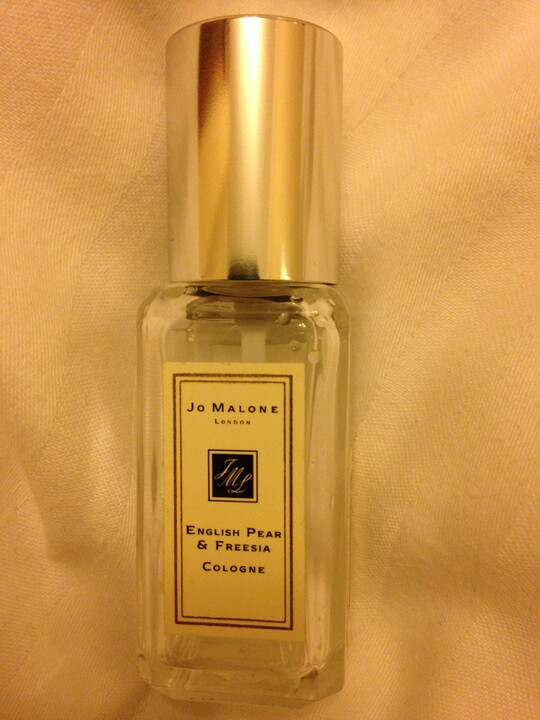 Jo Malone
London
JML
English Pear
& Freesia
Cologne